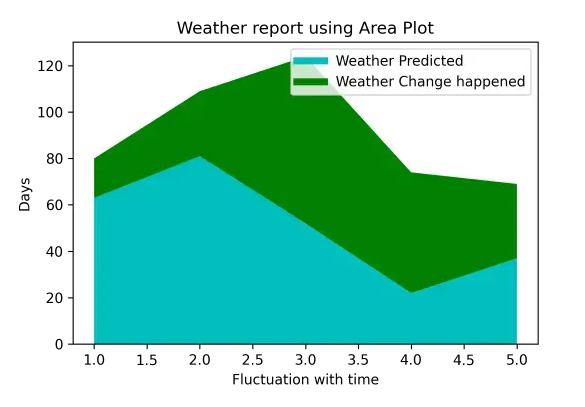 Weather report using Area Plot
Weather Predicted
Weather Change happened
120
100
80
60
40
20
0
Days
1.0 1.5 2.0 2.5 3.0 3.5 4.0 4.5 5.0
Fluctuation with time